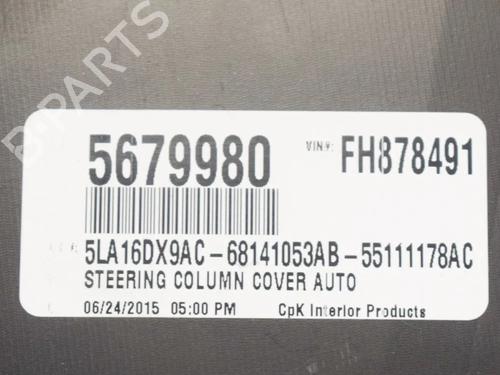 B-PARTS
5679980
VIN#: FH878491
5LA16DX9AC-68141053AB-55111178AC
STEERING COLUMN COVER AUTO
06/24/2015 05:00 PM CpK Interior Products